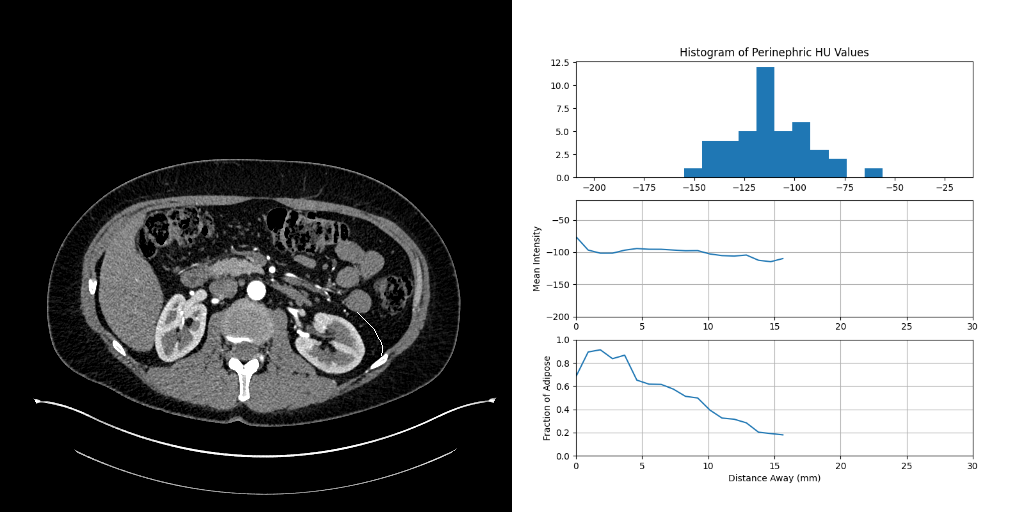 Histogram of Perinephric HU Values
12.5
10.0
7.5
5.0
2.5
0.0
−200 −175 −150 −125 −100 −75 −50 −25
Mean Intensity
−50
−100
−150
−200
0 5 10 15 20 25 30
Fraction of Adipose
1.0
0.8
0.6
0.4
0.2
0.0
0 5 10 15 20 25 30
Distance Away (mm)